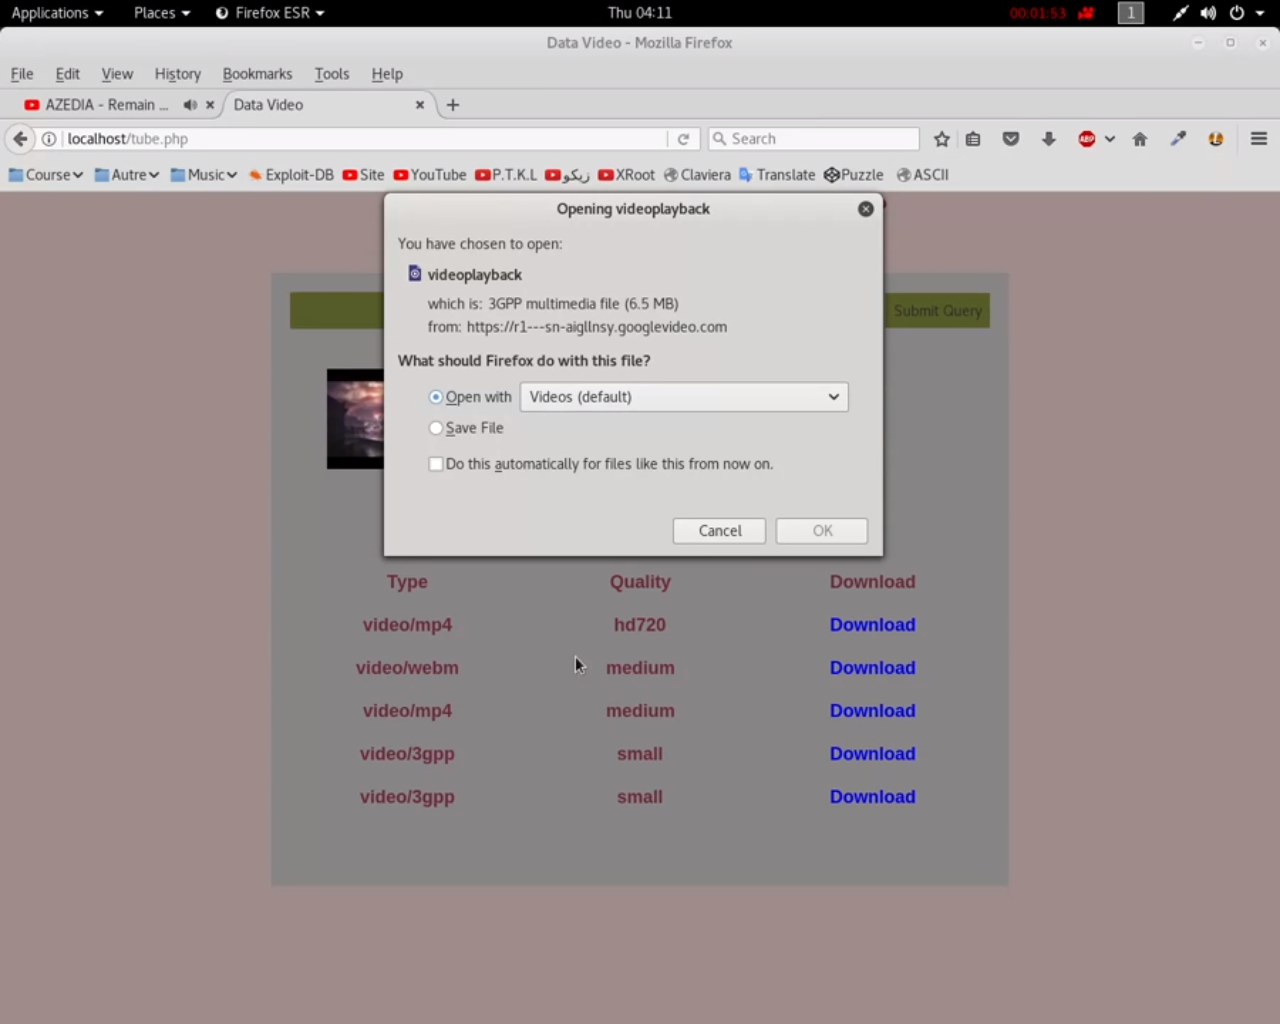 Applications Places Firefox ESR Thu 04:11 00:01:53 1
Data Video - Mozilla Firefox
File Edit View History Bookmarks Tools Help
AZEDIA - Remain ... Data Video
localhost/tube.php Search
Course Autre Music Exploit-DB Site YouTube P.T.K.L زيكو XRoot Claviera Translate Puzzle ASCII
Opening videoplayback
You have chosen to open:
videoplayback
which is: 3GPP multimedia file (6.5 MB)
Submit Query
from: https://r1---sn-aigllnsy.googlevideo.com
What should Firefox do with this file?
Open with Videos (default)
Save File
Do this automatically for files like this from now on.
Cancel OK
Type Quality Download
video/mp4 hd720 Download
video/webm medium Download
video/mp4 medium Download
video/3gpp small Download
video/3gpp small Download